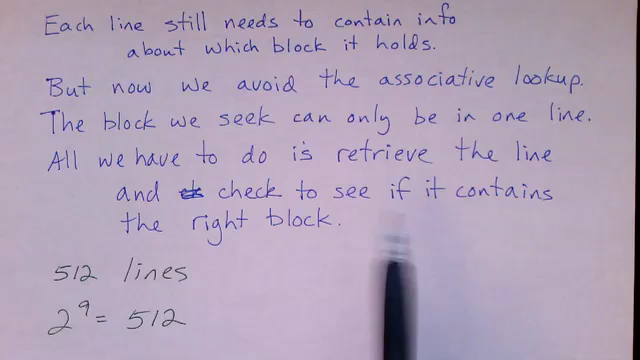 Each line still needs to contain info
about which block it holds.
But now we avoid the associative lookup.
The block we seek can only be in one line.
All we have to do is retrieve the line
and check to see if it contains
the right block.
512 lines
2⁹ = 512